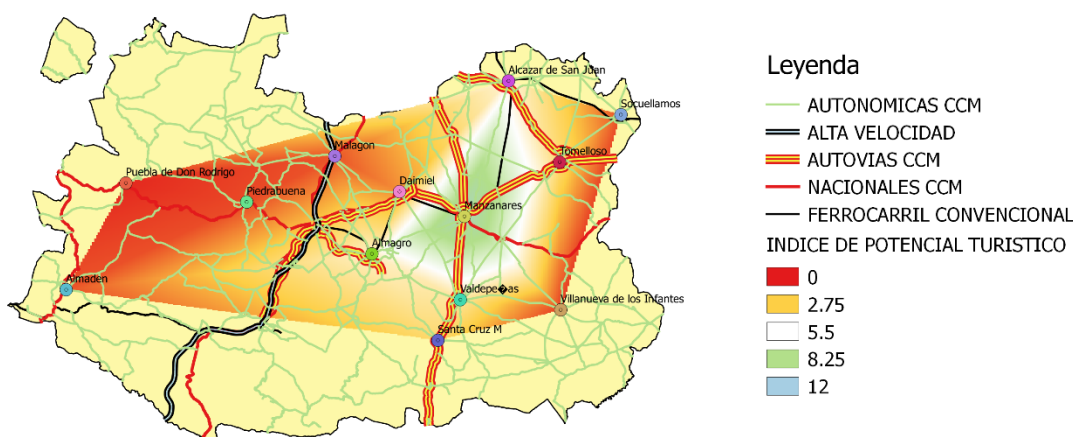 Alcazar de San Juan
Socuellamos
Malagon
Tomelloso
Puebla de Don Rodrigo
Daimiel
Piedrabuena
Manzanares
Almagro
Almaden
Valdepe�as
Villanueva de los Infantes
Santa Cruz M
Leyenda
AUTONOMICAS CCM
ALTA VELOCIDAD
AUTOVIAS CCM
NACIONALES CCM
FERROCARRIL CONVENCIONAL
INDICE DE POTENCIAL TURISTICO
0
2.75
5.5
8.25
12